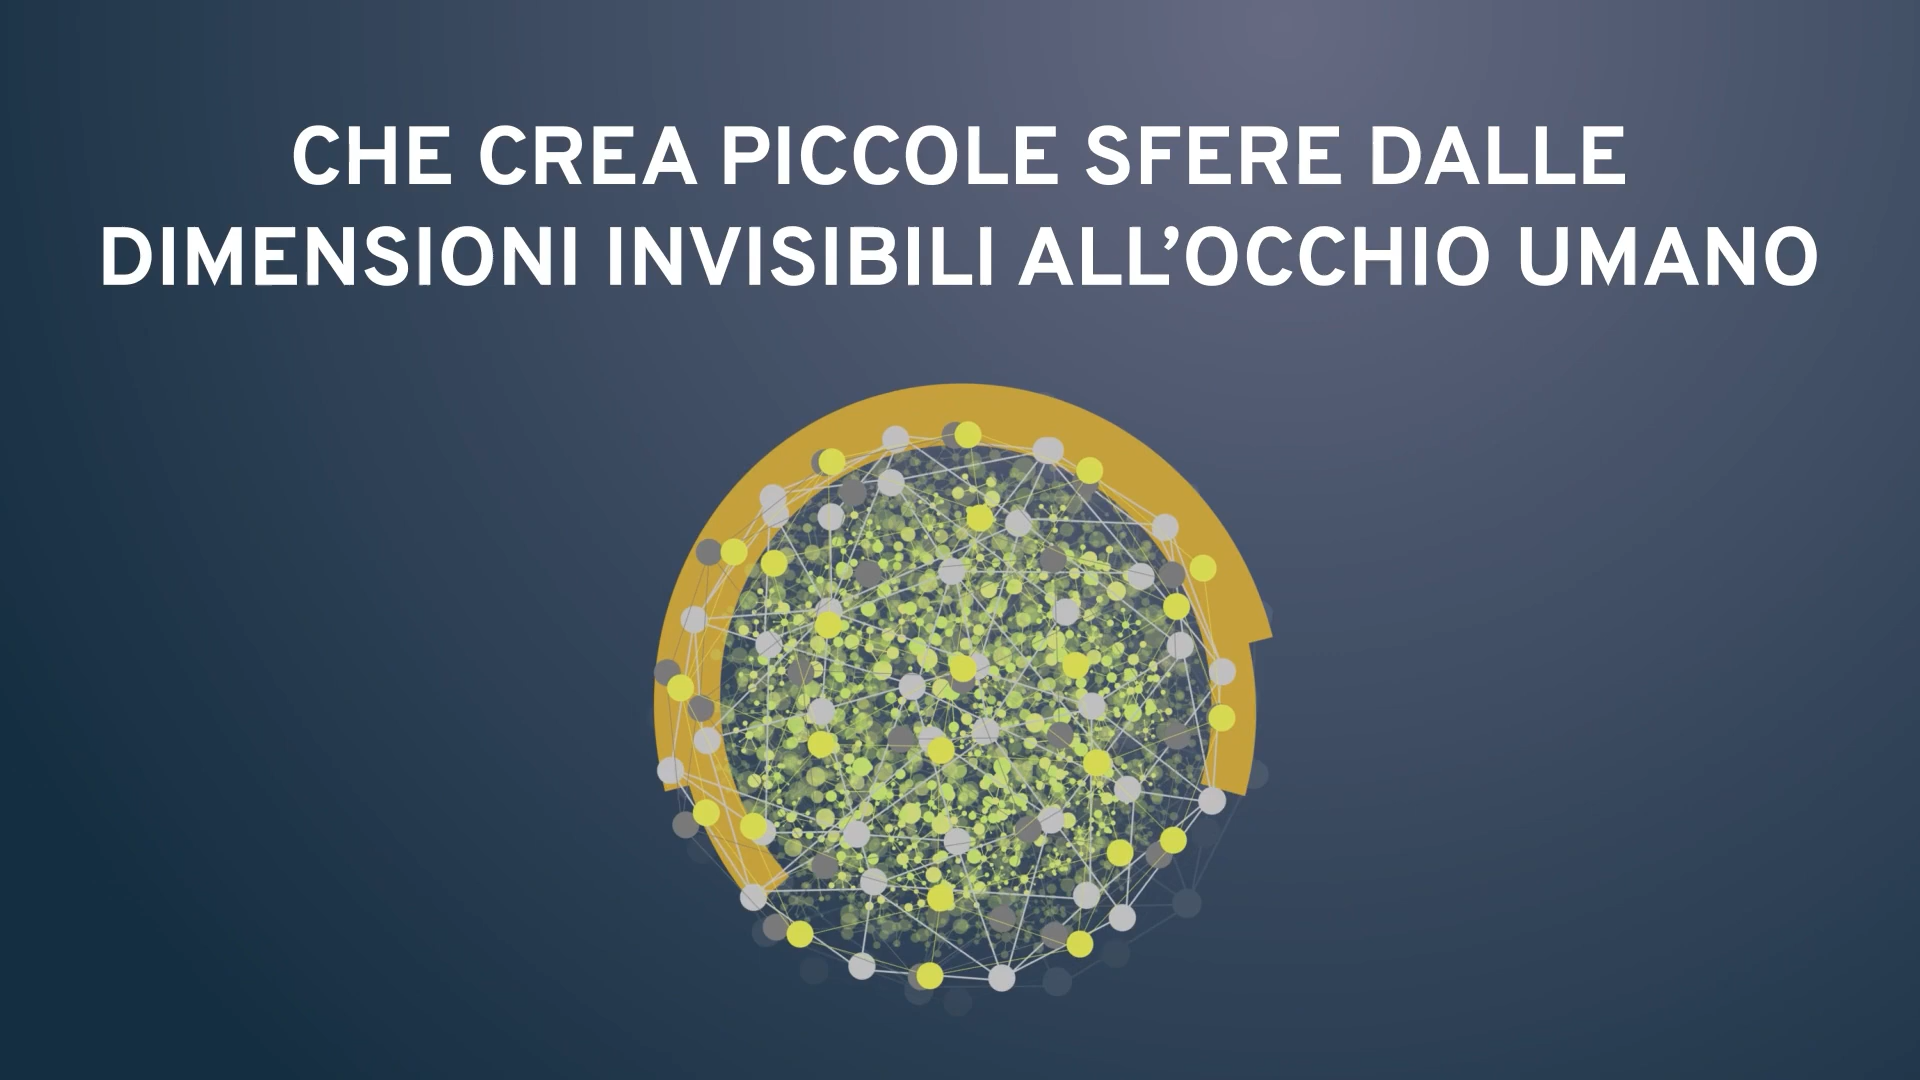 CHE CREA PICCOLE SFERE DALLE
DIMENSIONI INVISIBILI ALL’OCCHIO UMANO